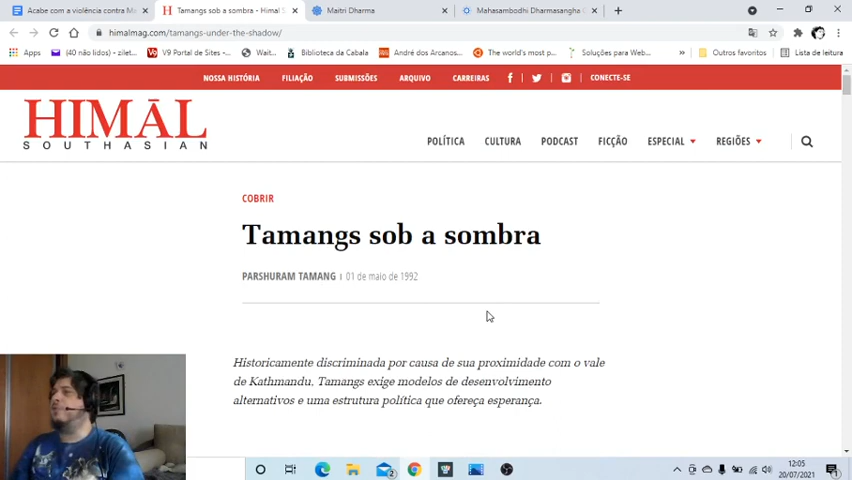 Acabe com a violência contra Ma
Tamangs sob a sombra - Himal S
Maitri Dharma
Mahasambodhi Dharmasangha G
himalmag.com/tamangs-under-the-shadow/
Apps
(40 não lidos) - zilet...
V9 Portal de Sites -...
Wait...
Biblioteca da Cabala
André dos Arcanos...
The world's most p...
Soluções para Web...
»
Outros favoritos
Lista de leitura
NOSSA HISTÓRIA
FILIAÇÃO
SUBMISSÕES
ARQUIVO
CARREIRAS
CONECTE-SE
HIMĀL
SOUTHASIAN
POLÍTICA
CULTURA
PODCAST
FICÇÃO
ESPECIAL
REGIÕES
COBRIR
Tamangs sob a sombra
PARSHURAM TAMANG | 01 de maio de 1992
Historicamente discriminada por causa de sua proximidade com o vale
de Kathmandu, Tamangs exige modelos de desenvolvimento
alternativos e uma estrutura política que ofereça esperança.
12:05
20/07/2021